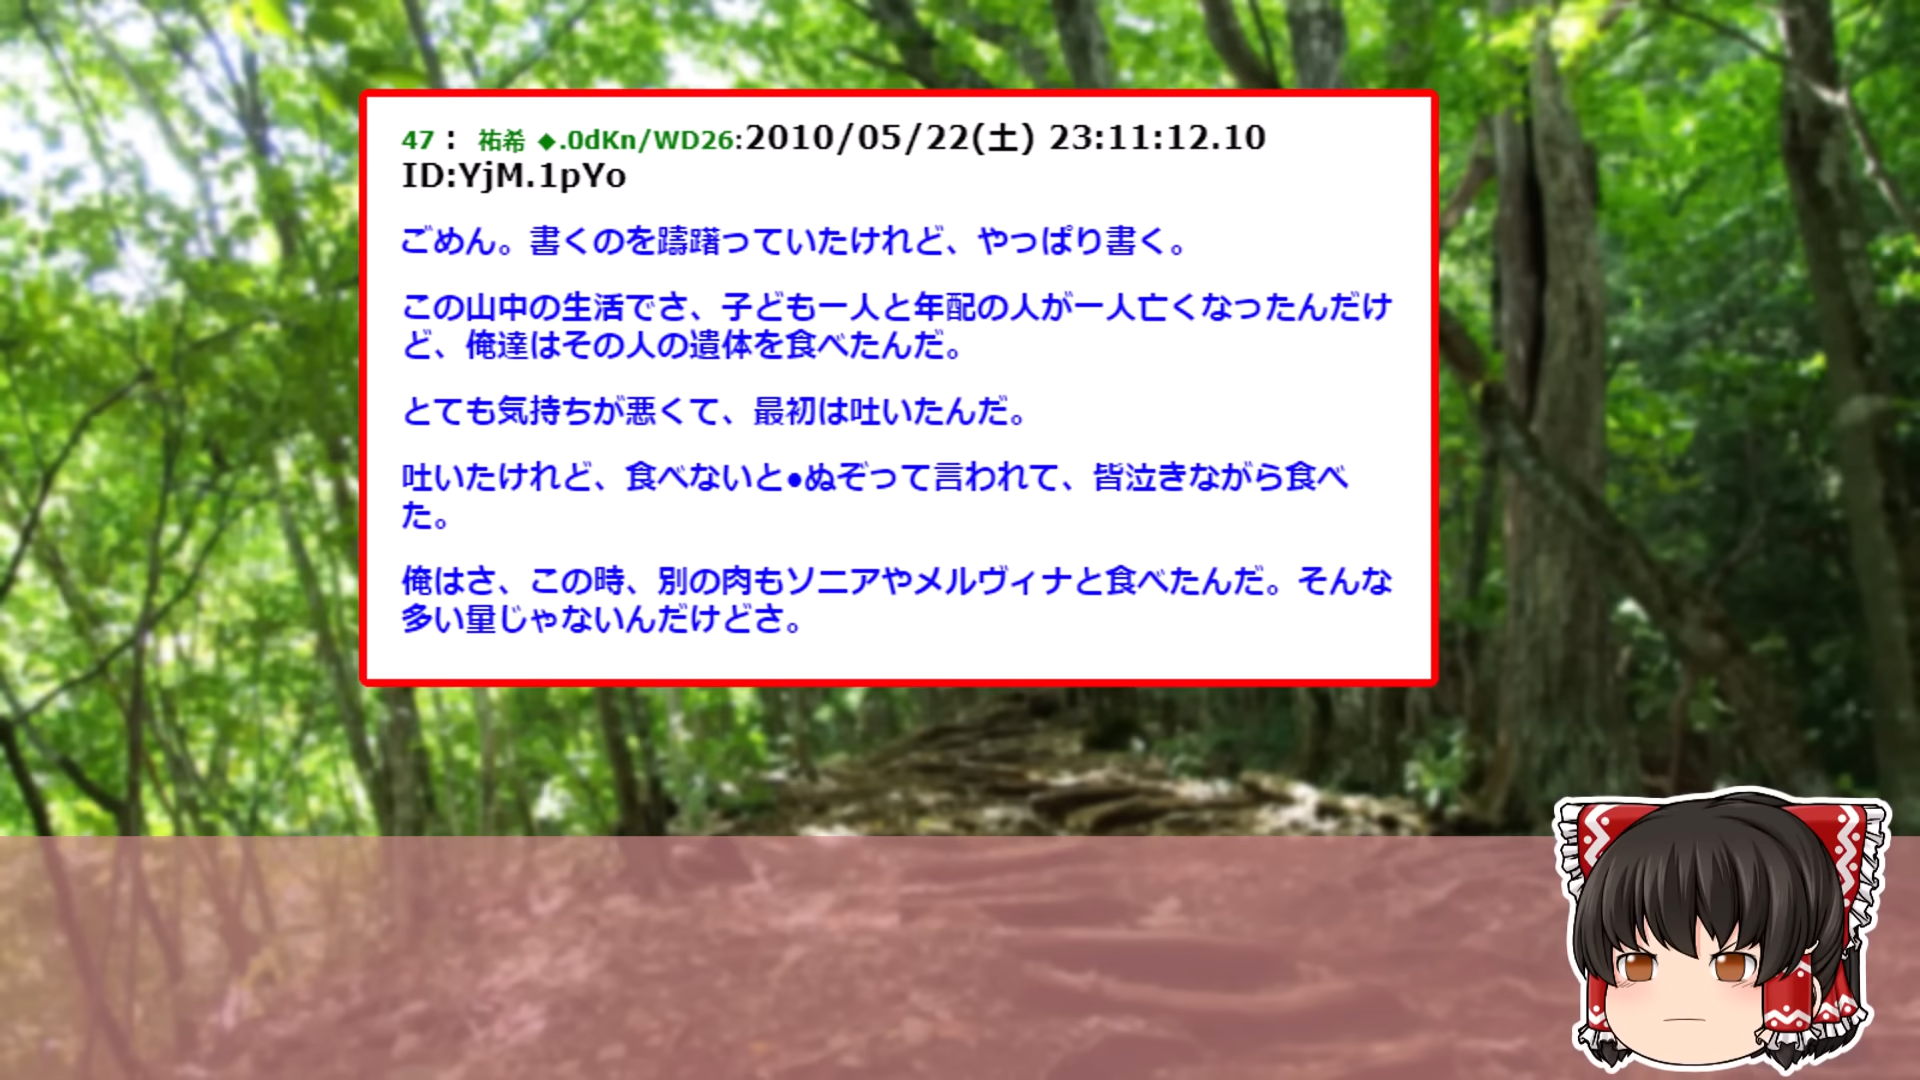 47： 祐希 ◆.0dKn/WD26:2010/05/22(土) 23:11:12.10
ID:YjM.1pYo
ごめん。書くのを躊躇っていたけれど、やっぱり書く。
この山中の生活でさ、子ども一人と年配の人が一人亡くなったんだけ
ど、俺達はその人の遺体を食べたんだ。
とても気持ちが悪くて、最初は吐いたんだ。
吐いたけれど、食べないと●ぬぞって言われて、皆泣きながら食べ
た。
俺はさ、この時、別の肉もソニアやメルヴィナと食べたんだ。そんな
多い量じゃないんだけどさ。